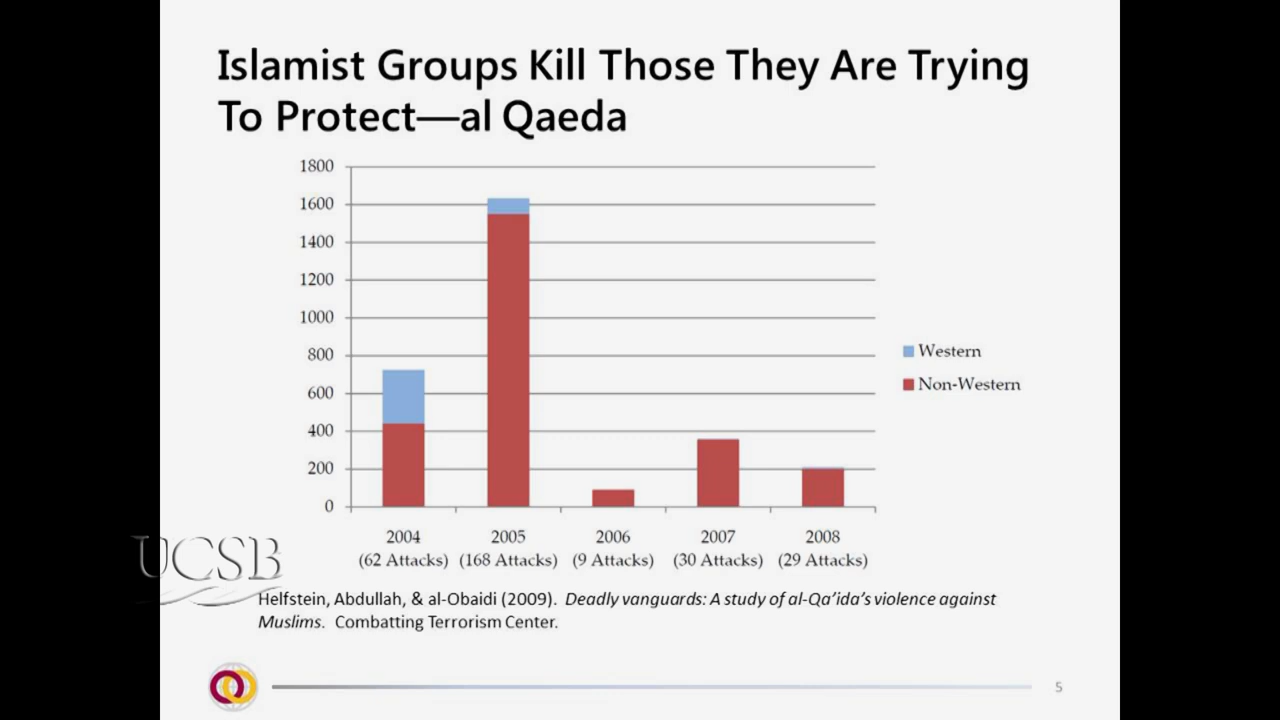 Islamist Groups Kill Those They Are Trying
To Protect—al Qaeda
1800
1600
1400
1200
1000
800
600
400
200
0
Western
Non-Western
2004 2005 2006 2007 2008
(62 Attacks) (168 Attacks) (9 Attacks) (30 Attacks) (29 Attacks)
UCSB
Helfstein, Abdullah, & al-Obaidi (2009). Deadly vanguards: A study of al-Qa’ida’s violence against
Muslims. Combatting Terrorism Center.
5